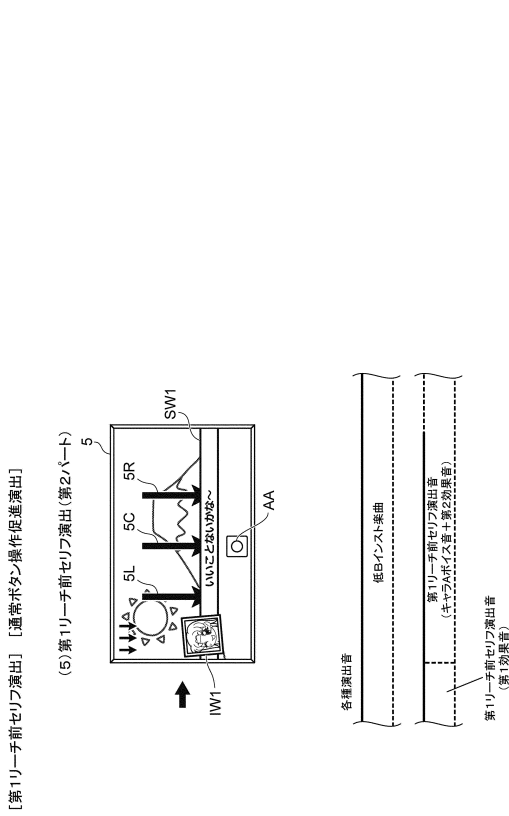 [第1リーチ前セリフ演出] [通常ボタン操作促進演出]
(5)第1リーチ前セリフ演出(第2パート)
5
5L
5C
5R
SW1
いいことないかな~
IW1
AA
各種演出音
低Bインスト楽曲
第1リーチ前セリフ演出音
(キャラAボイス音+第2効果音)
第1リーチ前セリフ演出音
(第1効果音)